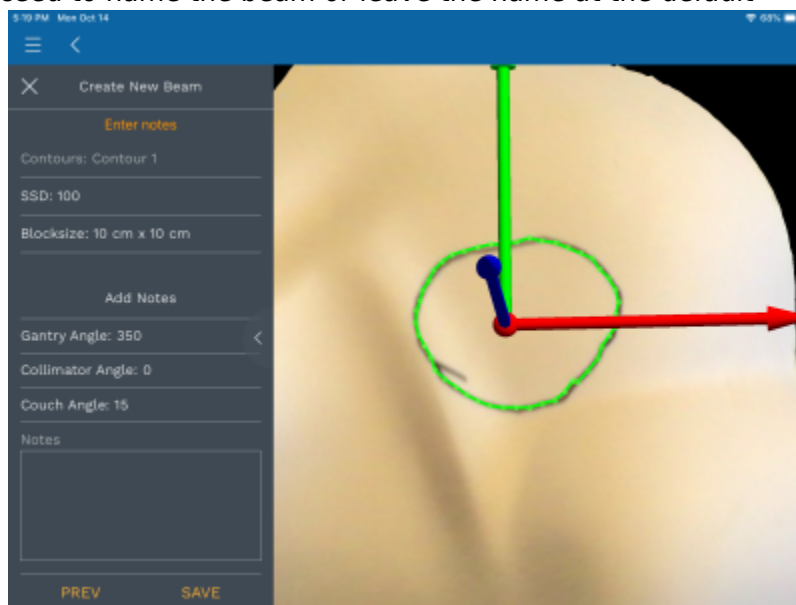 to name the beam or leave the name at the default
5:19 PM Mon Oct 14
68%
Create New Beam
Enter notes
Contours: Contour 1
SSD: 100
Blocksize: 10 cm x 10 cm
Add Notes
Gantry Angle: 350
Collimator Angle: 0
Couch Angle: 15
Notes
PREV SAVE